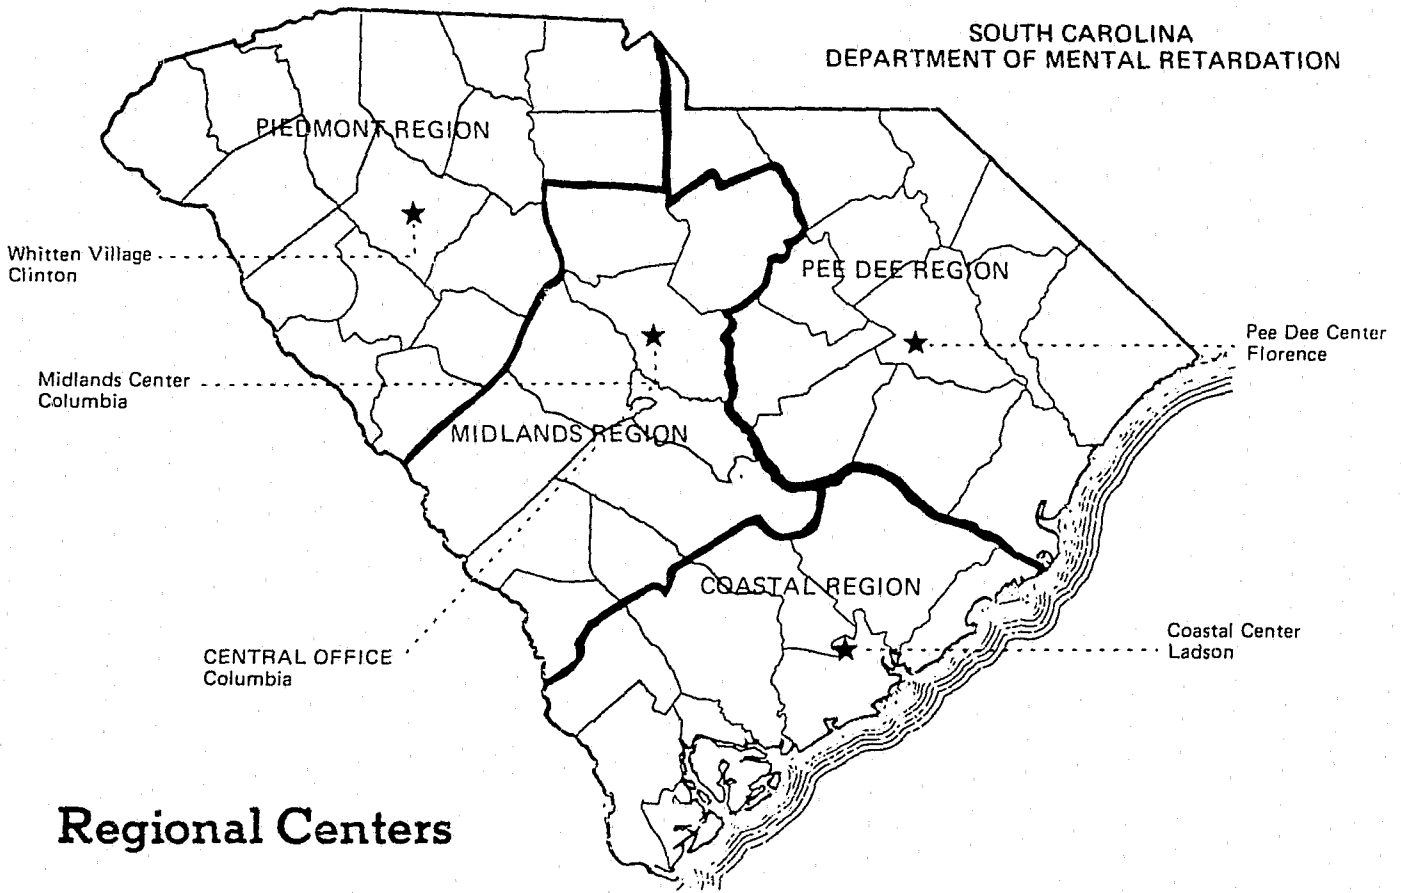 SOUTH CAROLINA
DEPARTMENT OF MENTAL RETARDATION
PIEDMONT REGION
Whitten Village
Clinton
PEE DEE REGION
Pee Dee Center
Florence
Midlands Center
Columbia
MIDLANDS REGION
COASTAL REGION
Coastal Center
Ladson
CENTRAL OFFICE
Columbia
Regional Centers